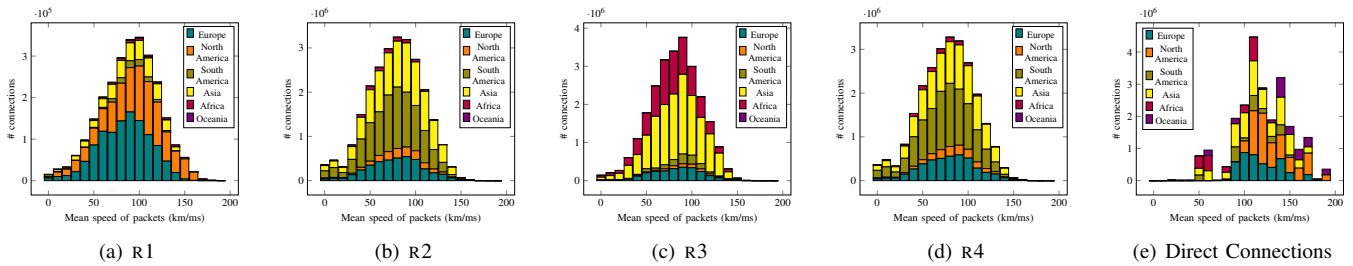 ·10^5
# connections
3
2
1
0
0
50
100
150
200
Mean speed of packets (km/ms)
Europe
North
America
South
America
Asia
Africa
Oceania
(a) R1
·10^6
# connections
3
2
1
0
0
50
100
150
200
Mean speed of packets (km/ms)
Europe
North
America
South
America
Asia
Africa
Oceania
(b) R2
·10^6
# connections
4
3
2
1
0
0
50
100
150
200
Mean speed of packets (km/ms)
Europe
North
America
South
America
Asia
Africa
Oceania
(c) R3
·10^6
# connections
3
2
1
0
0
50
100
150
200
Mean speed of packets (km/ms)
Europe
North
America
South
America
Asia
Africa
Oceania
(d) R4
·10^6
# connections
4
3
2
1
0
0
50
100
150
200
Mean speed of packets (km/ms)
Europe
North
America
South
America
Asia
Africa
Oceania
(e) Direct Connections